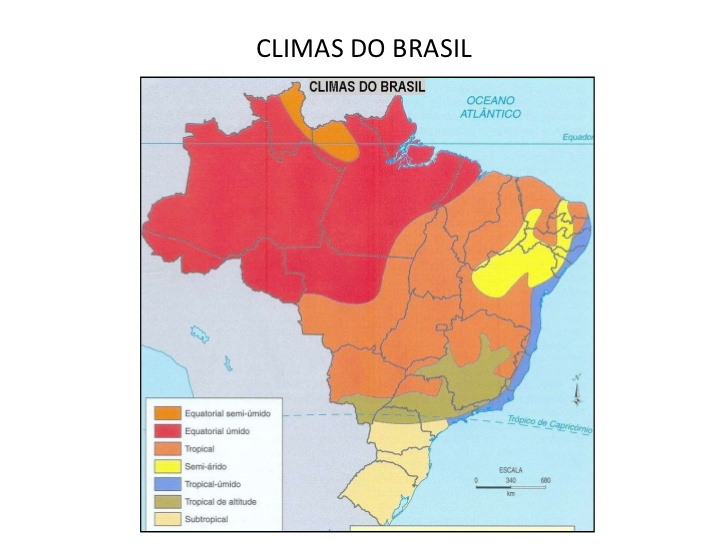 CLIMAS DO BRASIL
CLIMAS DO BRASIL
OCEANO
ATLÂNTICO
Equador
N
Trópico de Capricórnio
Equatorial semi-úmido
Equatorial úmido
Tropical
Semi-árido
Tropical-úmido
Tropical de altitude
Subtropical
ESCALA
0 340 680
km